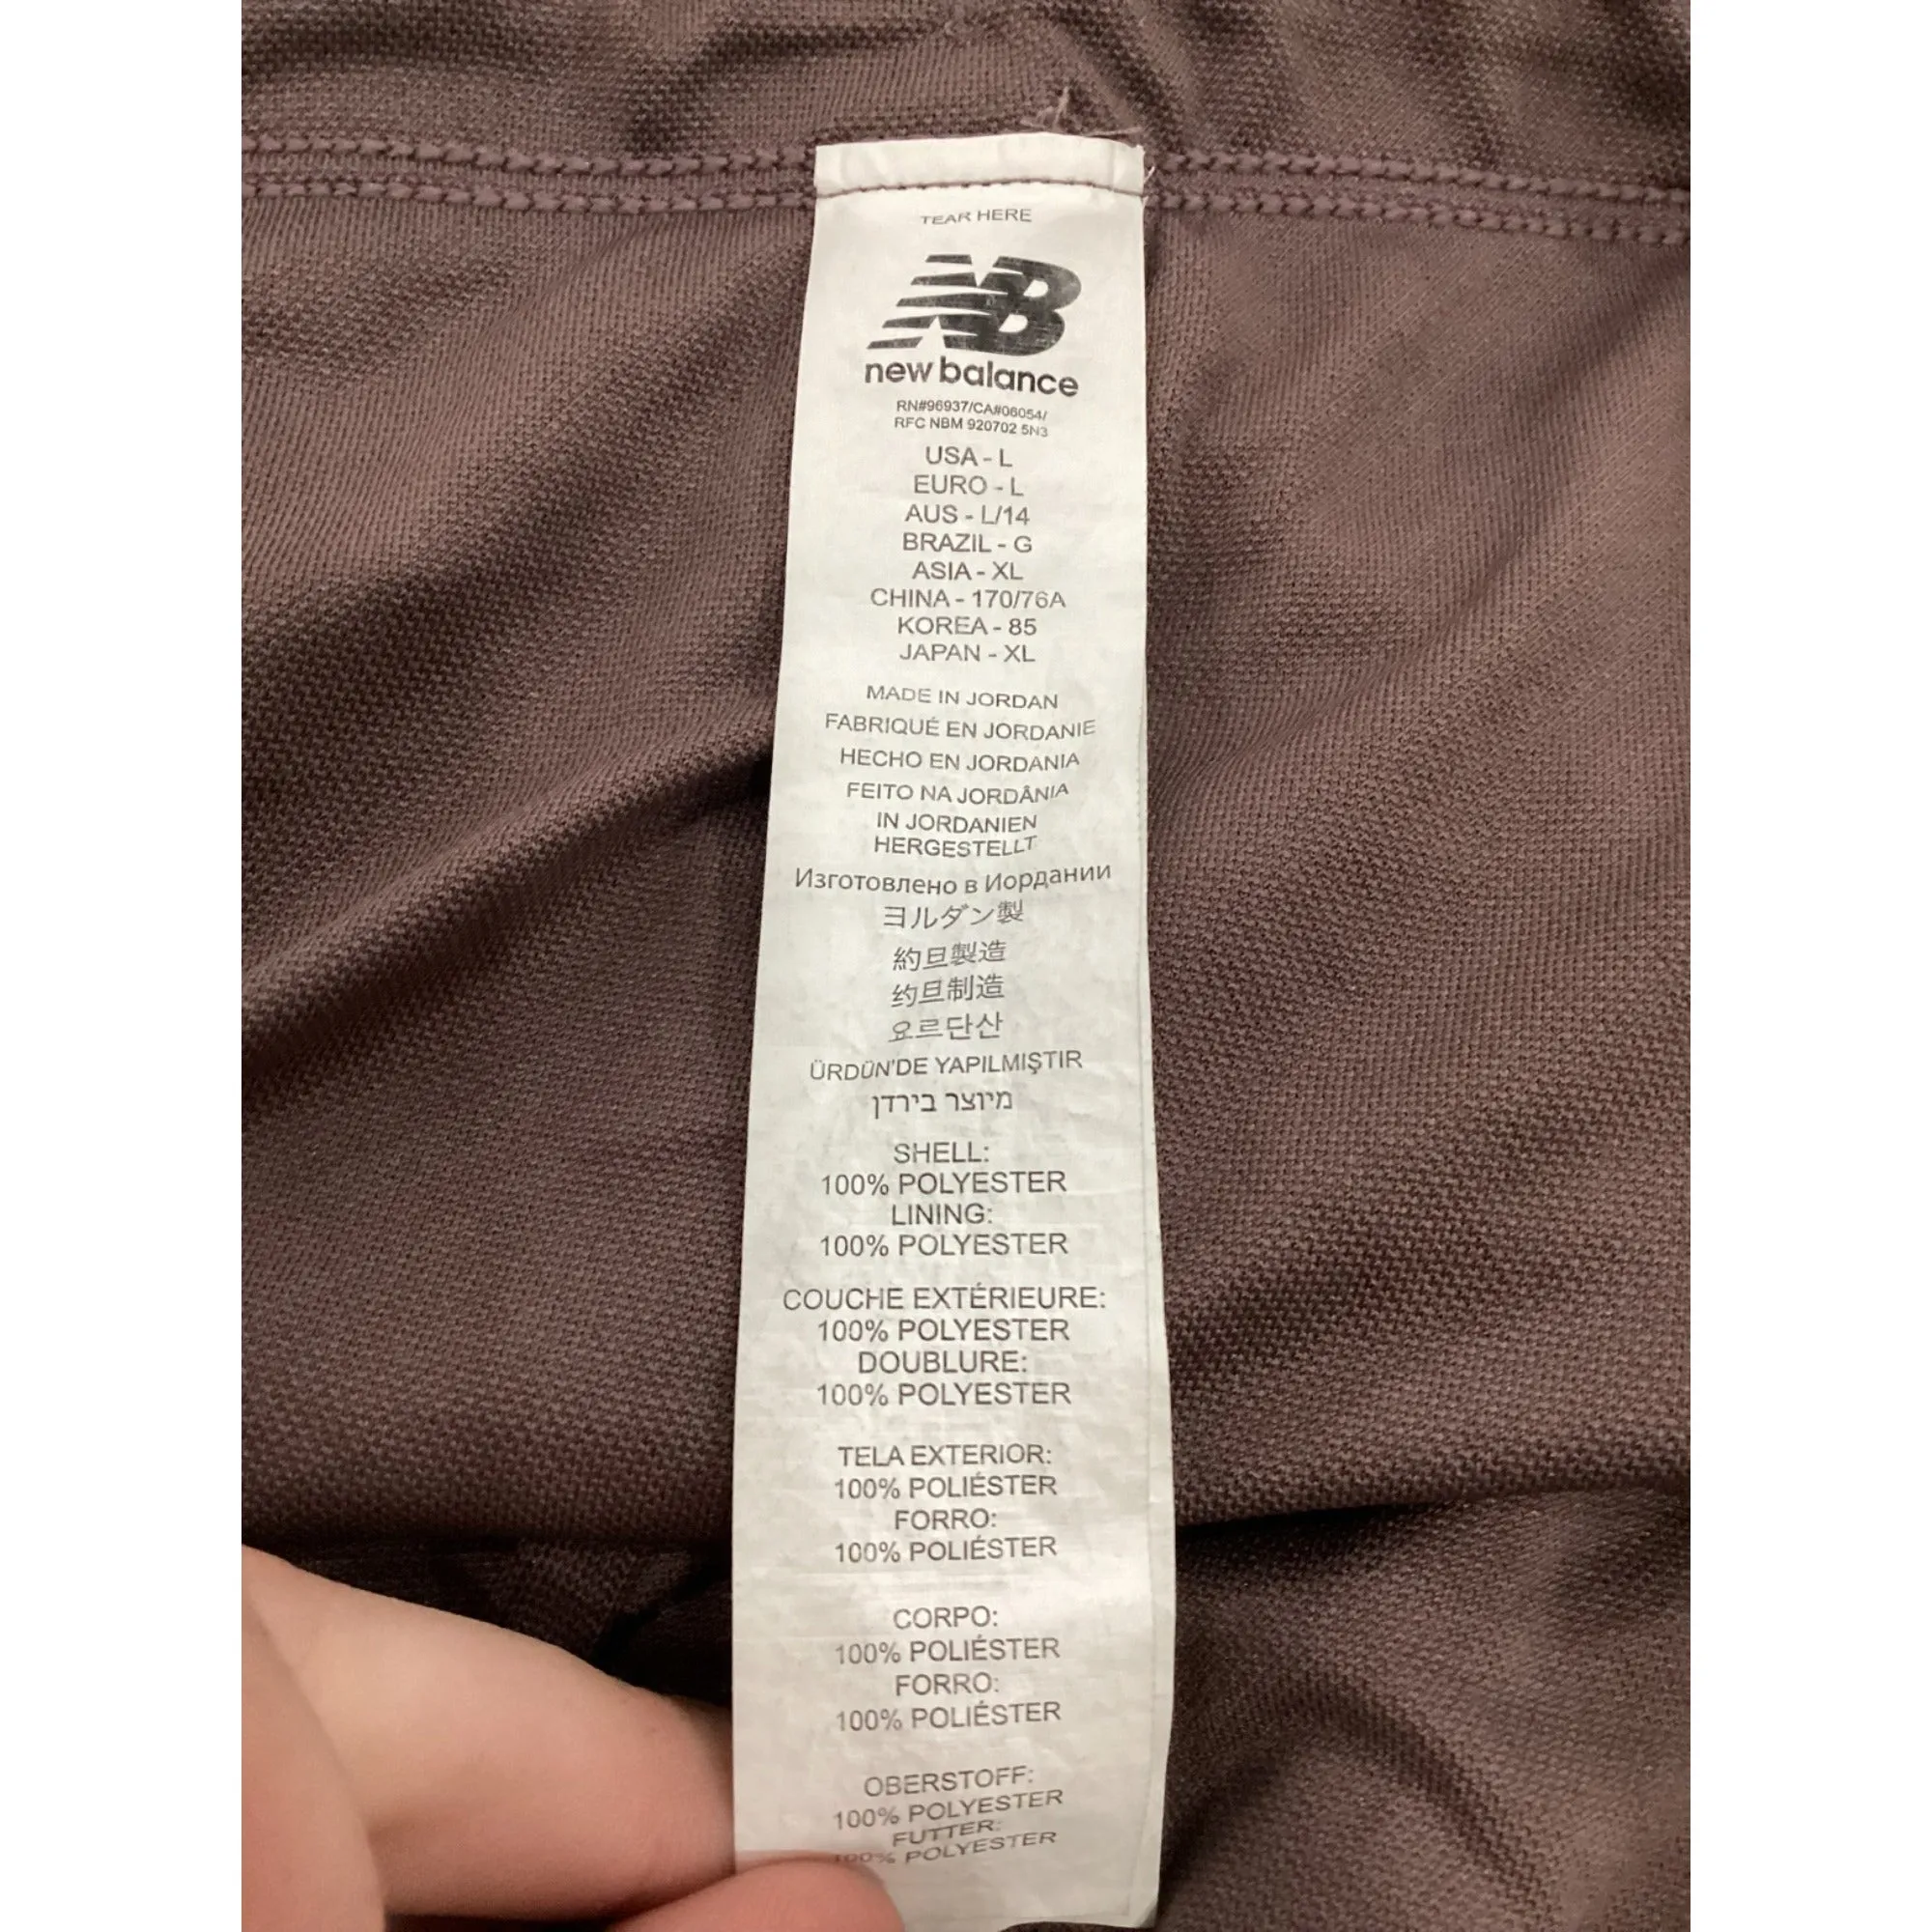 TEAR HERE
NB
new balance
RN#96937/CA#06054/
RFC NBM 920702 5N3
USA - L
EURO - L
AUS - L/14
BRAZIL - G
ASIA - XL
CHINA - 170/76A
KOREA - 85
JAPAN - XL
MADE IN JORDAN
FABRIQUÉ EN JORDANIE
HECHO EN JORDANIA
FEITO NA JORDÂNIA
IN JORDANIEN
HERGESTELLT
Изготовлено в Иордании
ヨルダン製
約旦製造
约旦制造
요르단산
ÜRDÜN'DE YAPILMIŞTIR
מיוצר בירדן
SHELL:
100% POLYESTER
LINING:
100% POLYESTER
COUCHE EXTÉRIEURE:
100% POLYESTER
DOUBLURE:
100% POLYESTER
TELA EXTERIOR:
100% POLIÉSTER
FORRO:
100% POLIÉSTER
CORPO:
100% POLIÉSTER
FORRO:
100% POLIÉSTER
OBERSTOFF:
100% POLYESTER
FUTTER:
100% POLYESTER